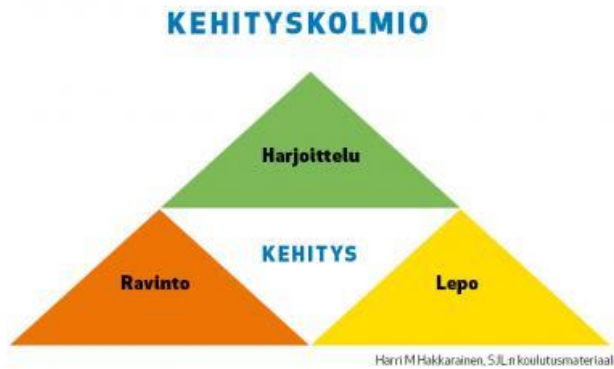 KEHITYSKOLMIO
Harjoittelu
KEHITYS
Ravinto
Lepo
Harri M Hakkarainen, SJL:n koulutusmateriaal